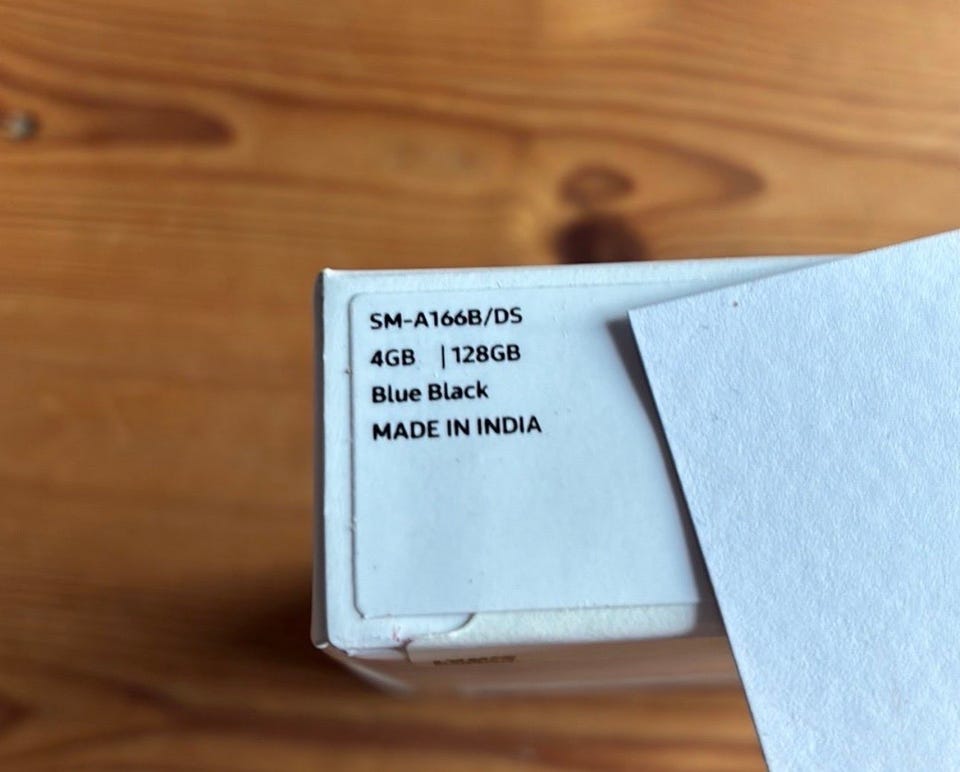 SM-A166B/DS
4GB | 128GB
Blue Black
MADE IN INDIA